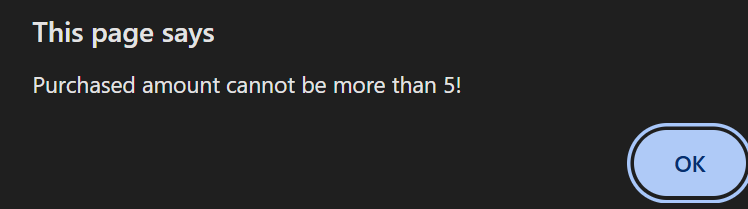 This page says
Purchased amount cannot be more than 5!
OK